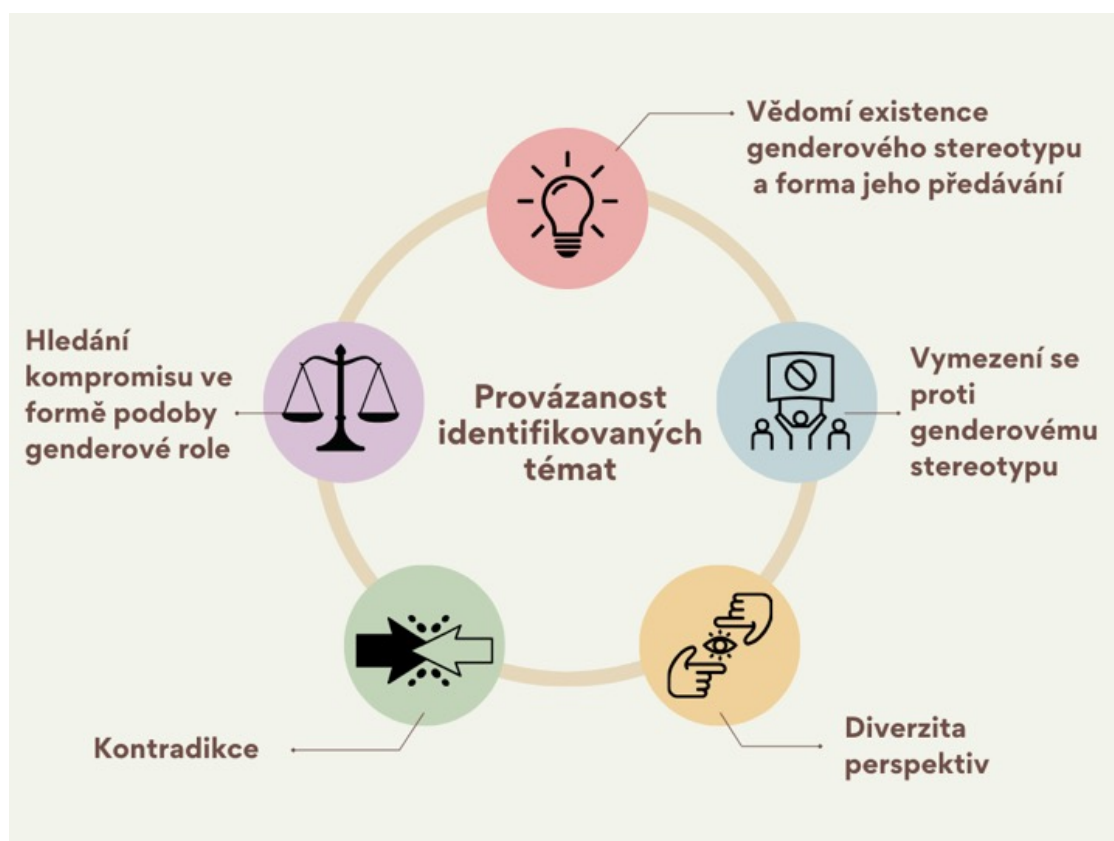 Vědomí existence
genderového stereotypu
a forma jeho předávání
Hledání
kompromisu ve
formě podoby
genderové role
Provázanost
identifikovaných
témat
Vymezení se
proti
genderovému
stereotypu
Kontradikce
Diverzita
perspektiv